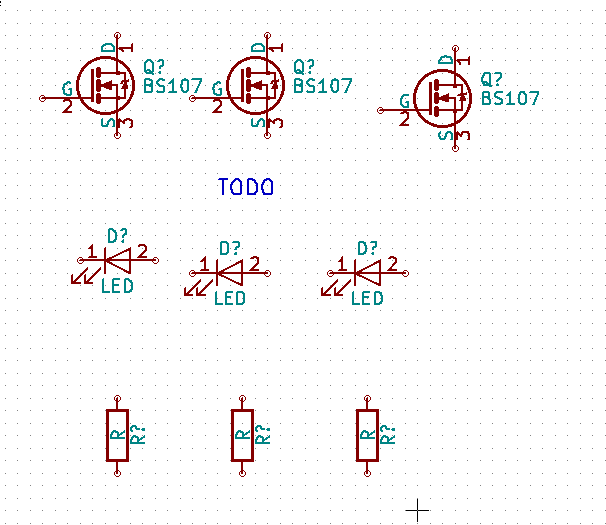 D 1
Q?
BS107
G
2
S 3
D 1
Q?
BS107
G
2
S 3
D 1
Q?
BS107
G
2
S 3
TODO
D?
1 2
LED
D?
1 2
LED
D?
1 2
LED
R R?
R R?
R R?